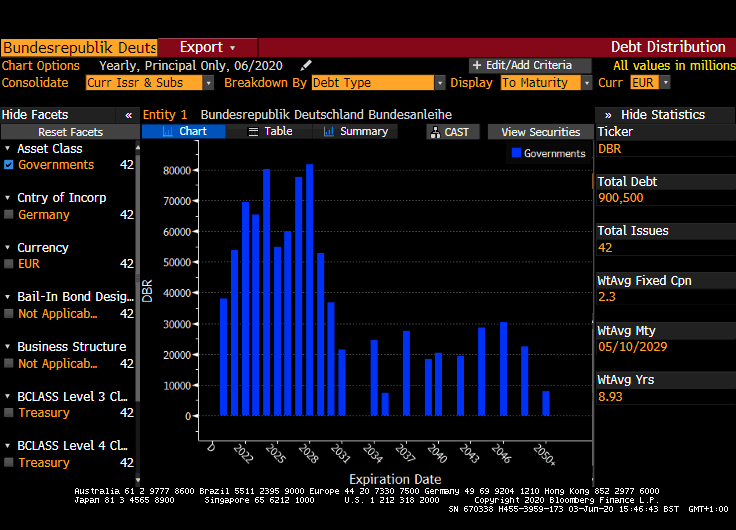 Bundesrepublik Deuts Export Debt Distribution
Chart Options Yearly, Principal Only, 06/2020 + Edit/Add Criteria All values in millions
Consolidate Curr Issr & Subs Breakdown By Debt Type Display To Maturity Curr EUR
Hide Facets « Entity 1 Bundesrepublik Deutschland Bundesanleihe » Hide Statistics
Reset Facets Chart Table Summary CAST View Securities
Asset Class
Governments 42
Cntry of Incorp
Germany 42
Currency
EUR 42
Bail-In Bond Desig...
Not Applicab... 42
Business Structure
Not Applicab... 42
BCLASS Level 3 Cl...
Treasury 42
BCLASS Level 4 Cl...
Treasury 42
Governments
DBR
80000
70000
60000
50000
40000
30000
20000
10000
0
D 2022 2025 2028 2031 2034 2037 2040 2043 2046 2050+
Expiration Date
Ticker
DBR
Total Debt
900,500
Total Issues
42
WtAvg Fixed Cpn
2.3
WtAvg Mty
05/10/2029
WtAvg Yrs
8.93
Australia 61 2 9777 8600 Brazil 5511 2395 9000 Europe 44 20 7330 7500 Germany 49 69 9204 1210 Hong Kong 852 2977 6000
Japan 81 3 4565 8900 Singapore 65 6212 1000 U.S. 1 212 318 2000 Copyright 2020 Bloomberg Finance L.P.
SN 670338 H455-3959-173 03-Jun-20 15:46:43 BST GMT+1:00